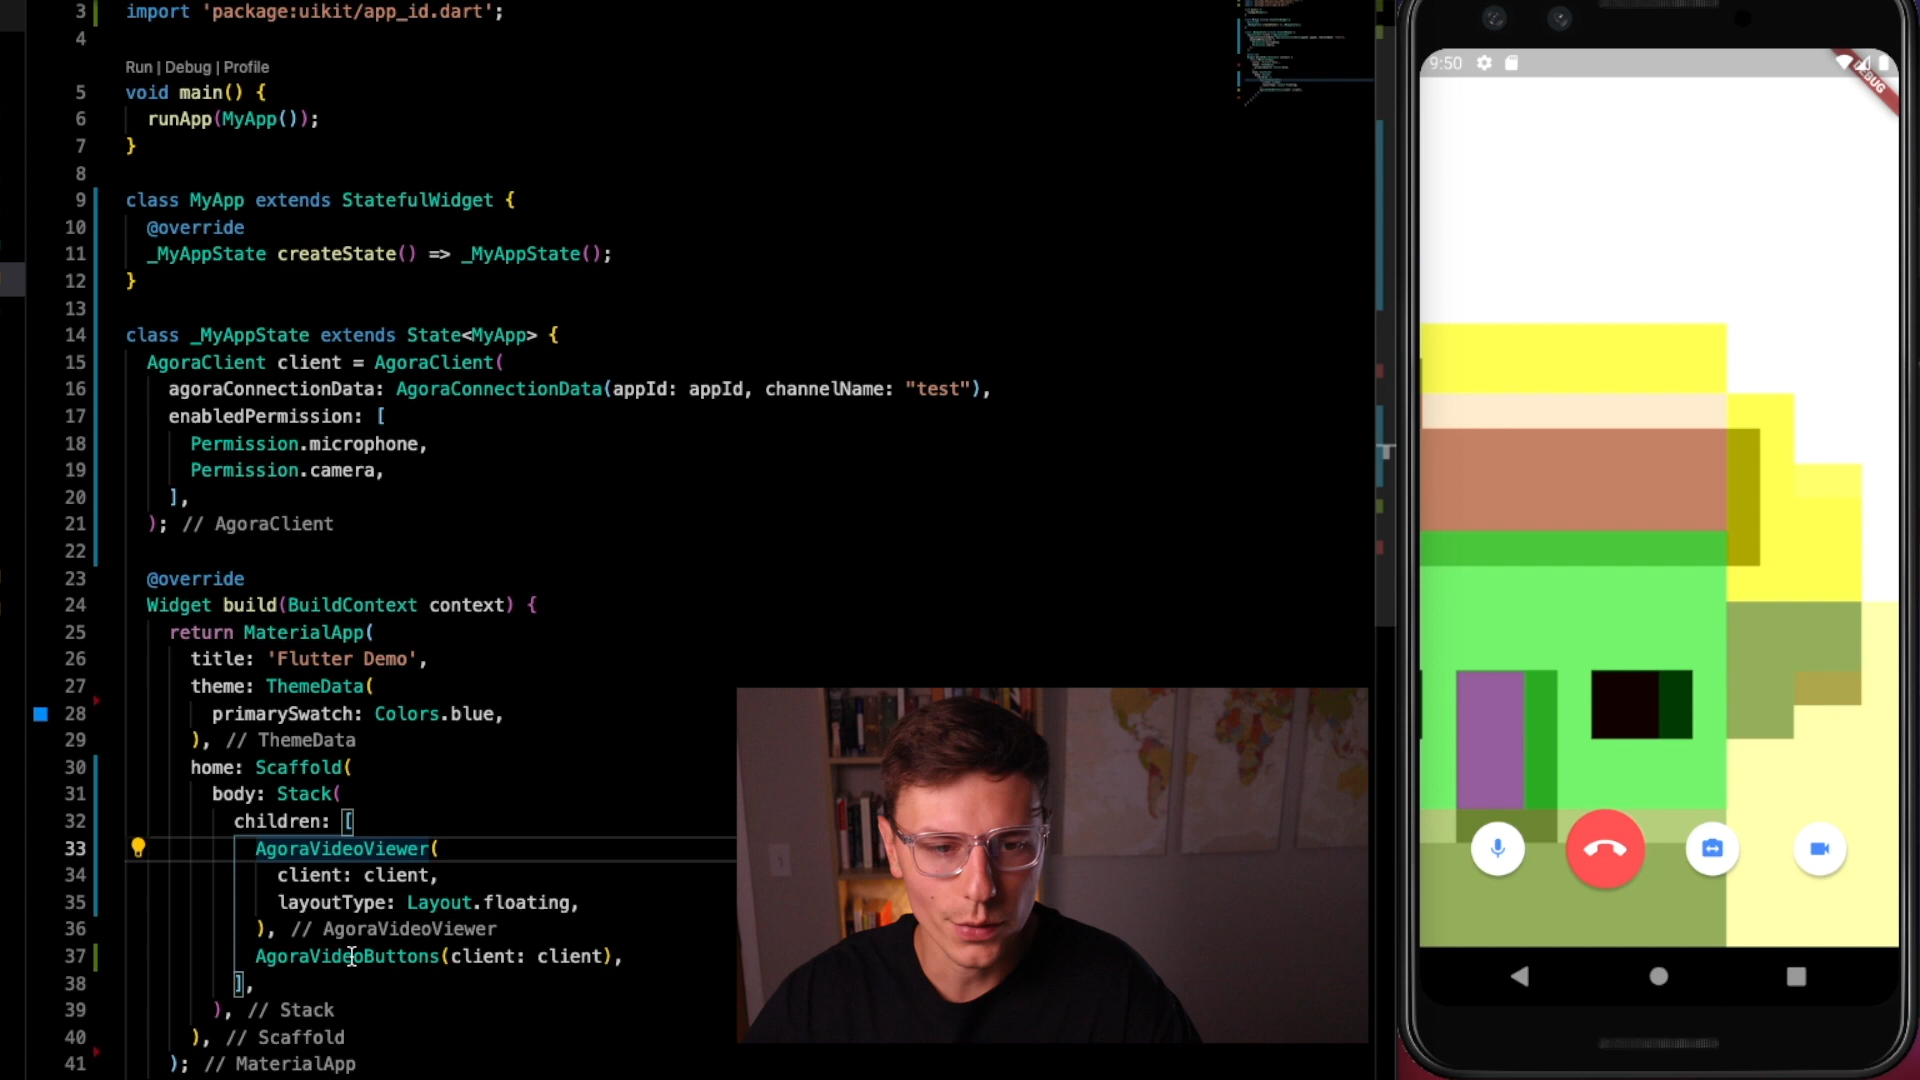 3 import 'package:uikit/app_id.dart';
4
Run | Debug | Profile
5 void main() {
6 runApp(MyApp());
7 }
8
9 class MyApp extends StatefulWidget {
10 @override
11 _MyAppState createState() => _MyAppState();
12 }
13
14 class _MyAppState extends State<MyApp> {
15 AgoraClient client = AgoraClient(
16 agoraConnectionData: AgoraConnectionData(appId: appId, channelName: "test"),
17 enabledPermission: [
18 Permission.microphone,
19 Permission.camera,
20 ],
21 ); // AgoraClient
22
23 @override
24 Widget build(BuildContext context) {
25 return MaterialApp(
26 title: 'Flutter Demo',
27 theme: ThemeData(
28 primarySwatch: Colors.blue,
29 ), // ThemeData
30 home: Scaffold(
31 body: Stack(
32 children: [
33 AgoraVideoViewer(
34 client: client,
35 layoutType: Layout.floating,
36 ), // AgoraVideoViewer
37 AgoraVideoButtons(client: client),
38 ],
39 ), // Stack
40 ), // Scaffold
41 ); // MaterialApp
9:50
DEBUG